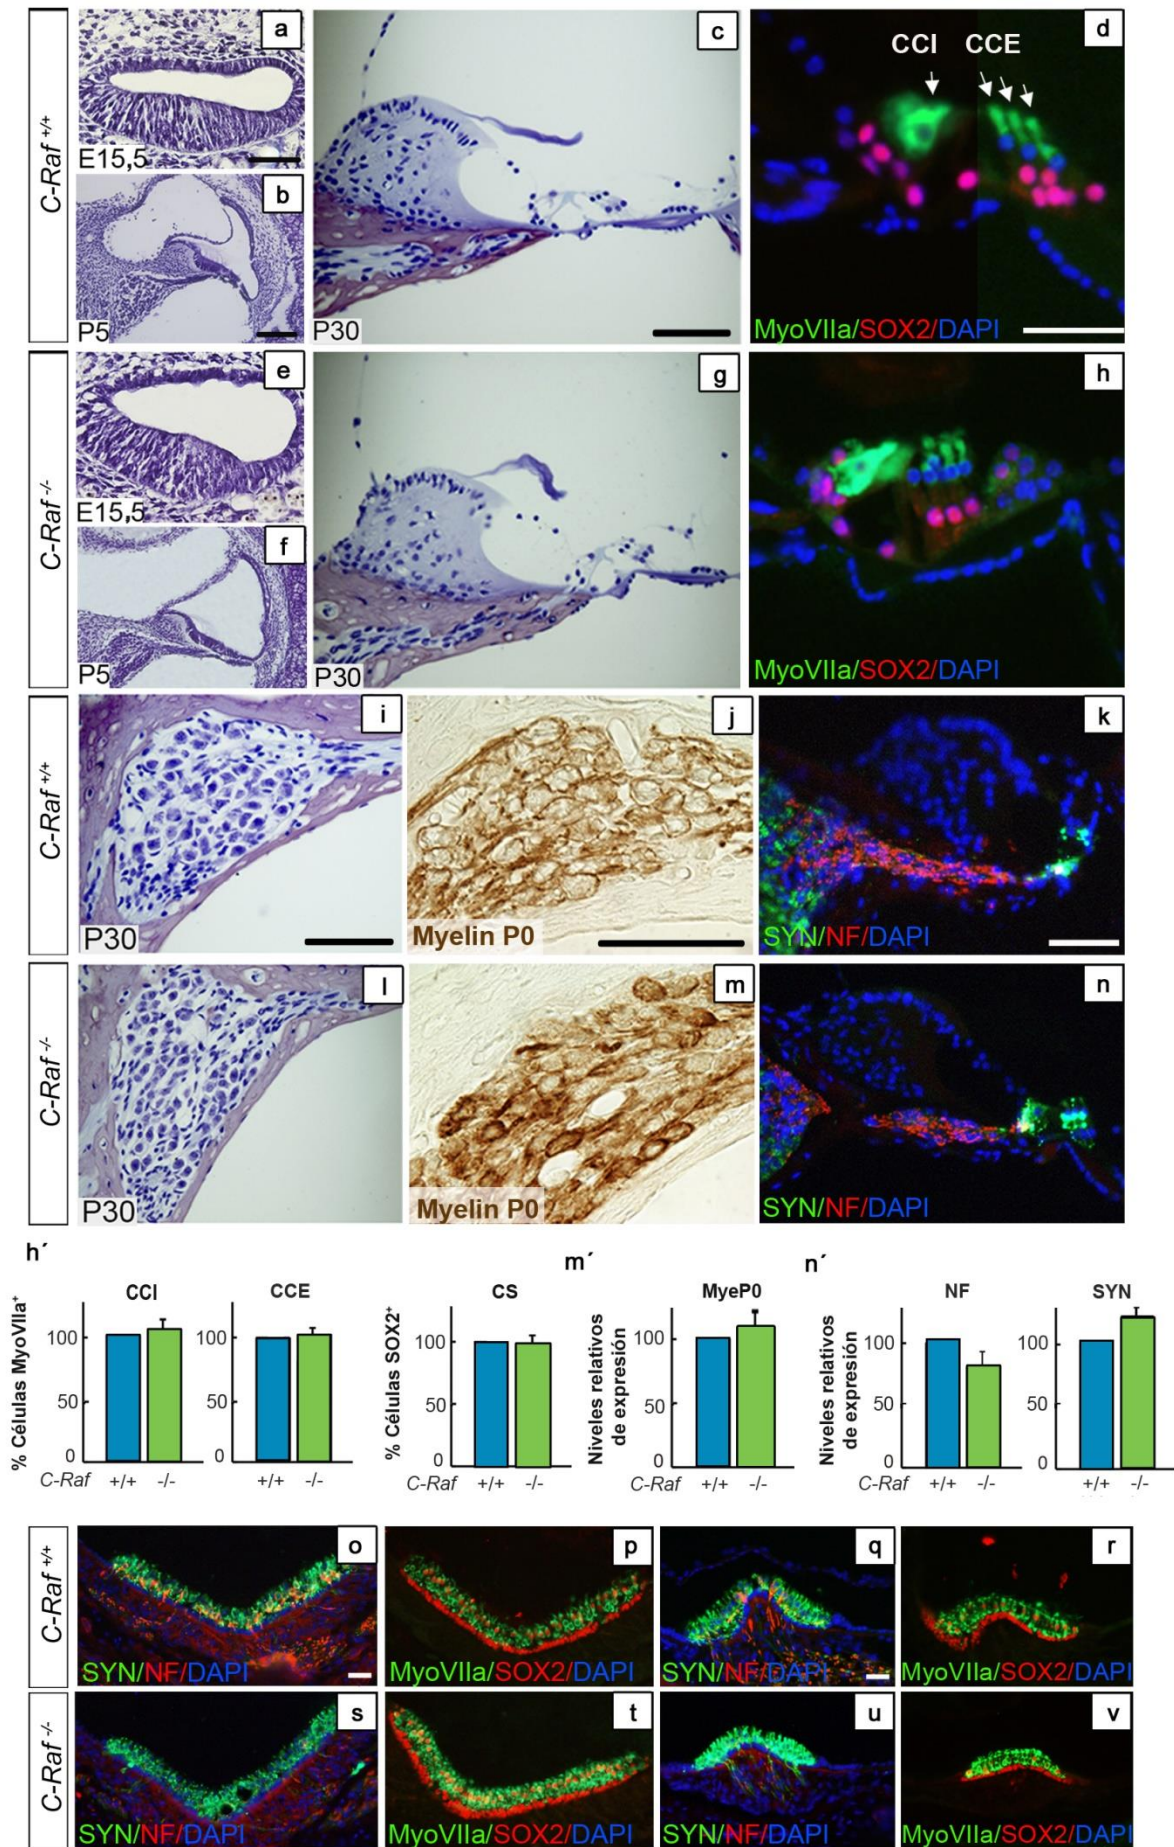 C-Raf +/+
a
E15,5
b
P5
c
P30
d
CCI CCE
MyoVIIa/SOX2/DAPI
C-Raf -/-
e
E15,5
f
P5
g
P30
h
MyoVIIa/SOX2/DAPI
C-Raf +/+
i
P30
j
Myelin P0
k
SYN/NF/DAPI
C-Raf -/-
l
P30
m
Myelin P0
n
SYN/NF/DAPI
h´
CCI
% Células MyoVIIa+
100
50
0
C-Raf +/+ -/-
CCE
100
50
0
+/+ -/-
CS
% Células SOX2+
100
50
0
C-Raf +/+ -/-
m´
MyeP0
Niveles relativos
de expresión
100
50
0
+/+ -/-
n´
NF
Niveles relativos
de expresión
100
50
0
C-Raf +/+ -/-
SYN
100
50
0
+/+ -/-
C-Raf +/+
o
SYN/NF/DAPI
p
MyoVIIa/SOX2/DAPI
q
SYN/NF/DAPI
r
MyoVIIa/SOX2/DAPI
C-Raf -/-
s
SYN/NF/DAPI
t
MyoVIIa/SOX2/DAPI
u
SYN/NF/DAPI
v
MyoVIIa/SOX2/DAPI